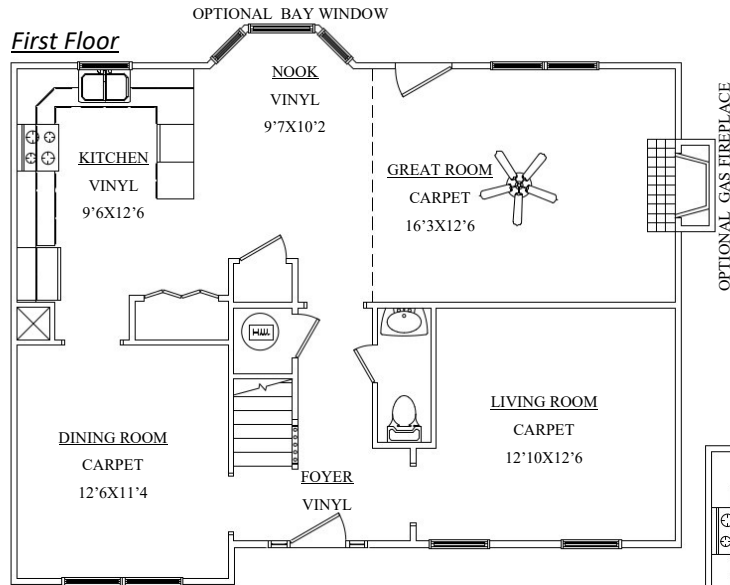 OPTIONAL BAY WINDOW
First Floor
NOOK
VINYL
9'7X10'2
KITCHEN
VINYL
9'6X12'6
GREAT ROOM
CARPET
16'3X12'6
OPTIONAL GAS FIREPLACE
H.W.
LIVING ROOM
CARPET
12'10X12'6
DINING ROOM
CARPET
12'6X11'4
FOYER
VINYL